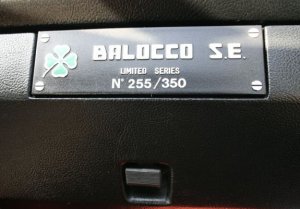 BALOCCO S.E.
LIMITED SERIES
N° 255/350